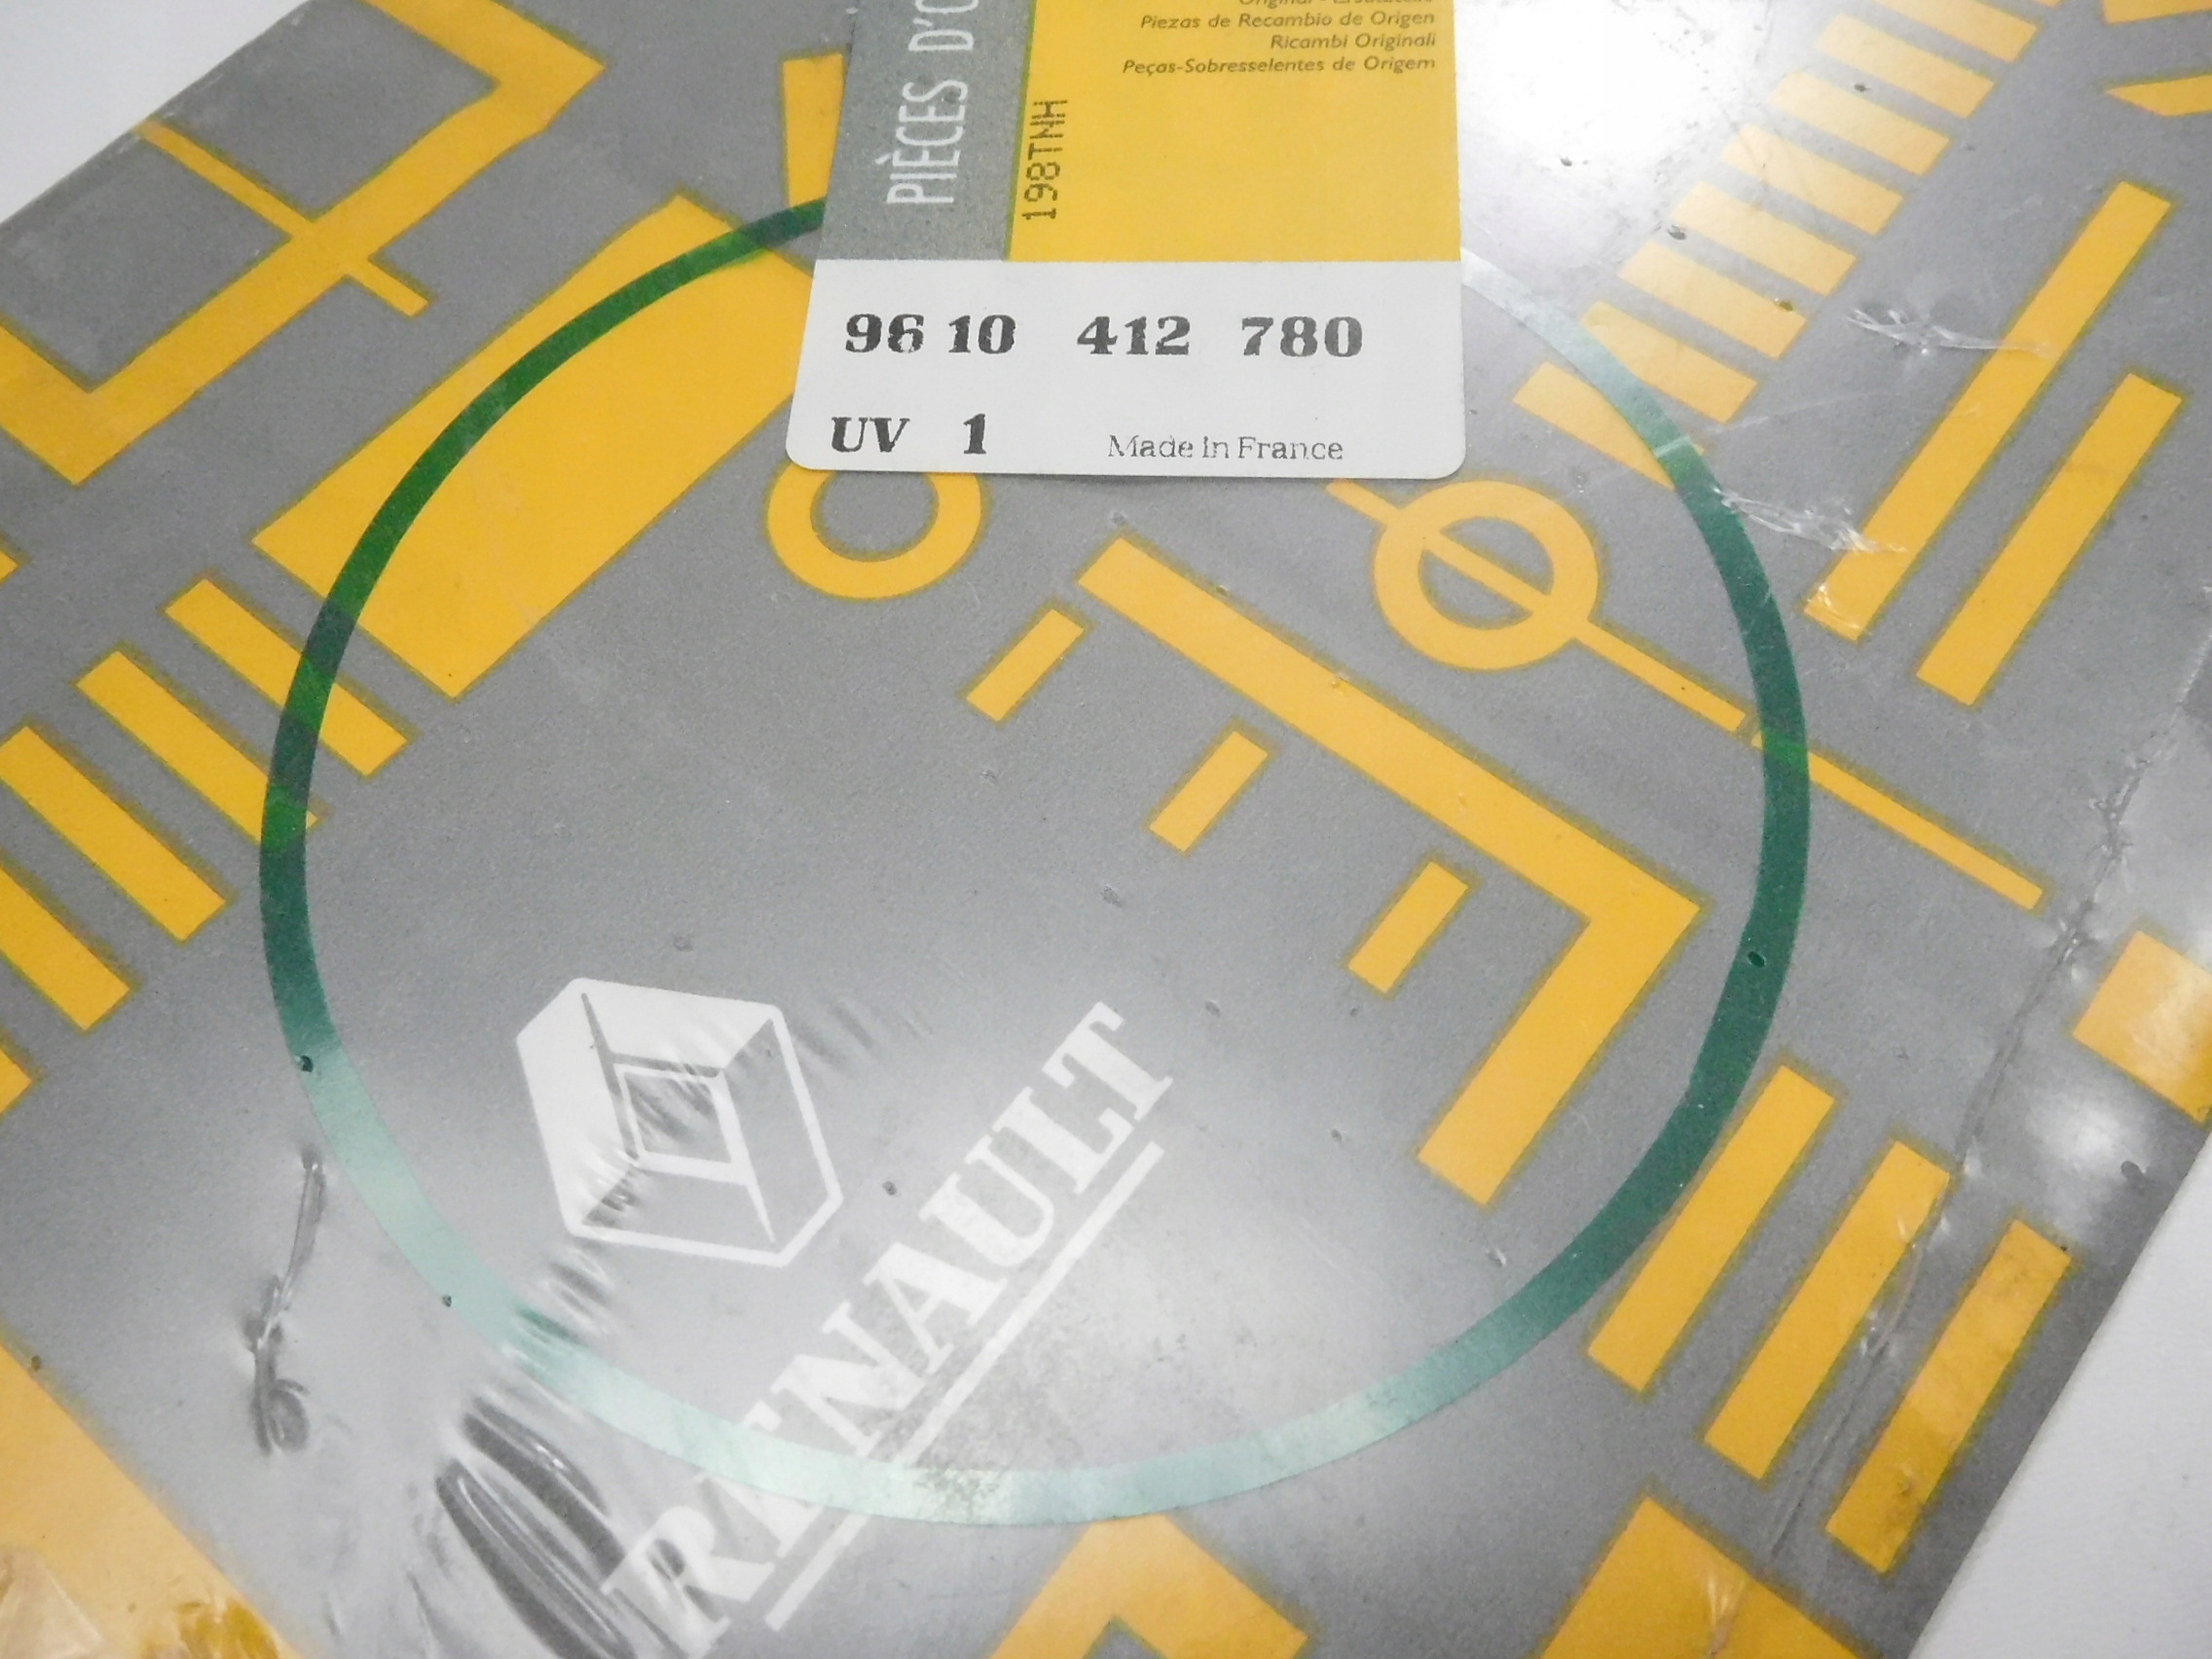 Piezas de Recambio de Origen
Ricambi Originali
Peças-Sobresselentes de Origem
PIÈCES D'O
198TNH
96 10 412 780
UV 1 Made in France
RENAULT